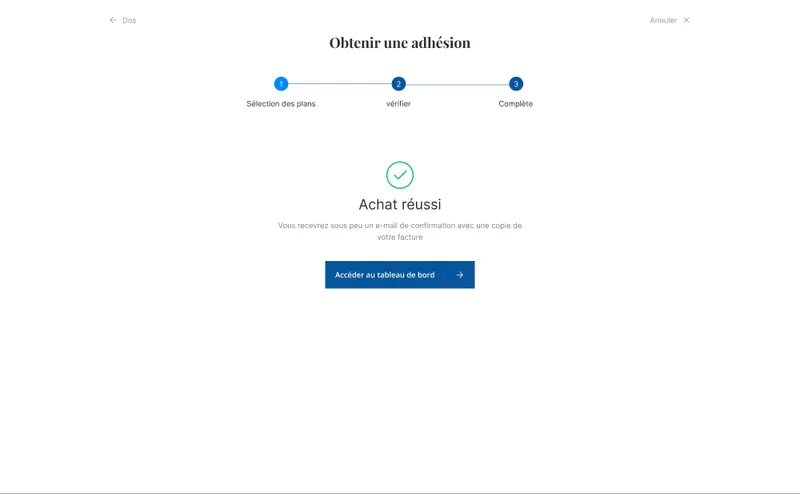 Dos
Annuler
Obtenir une adhésion
1
2
3
Sélection des plans
vérifier
Complète
Achat réussi
Vous recevrez sous peu un e-mail de confirmation avec une copie de
votre facture
Accéder au tableau de bord